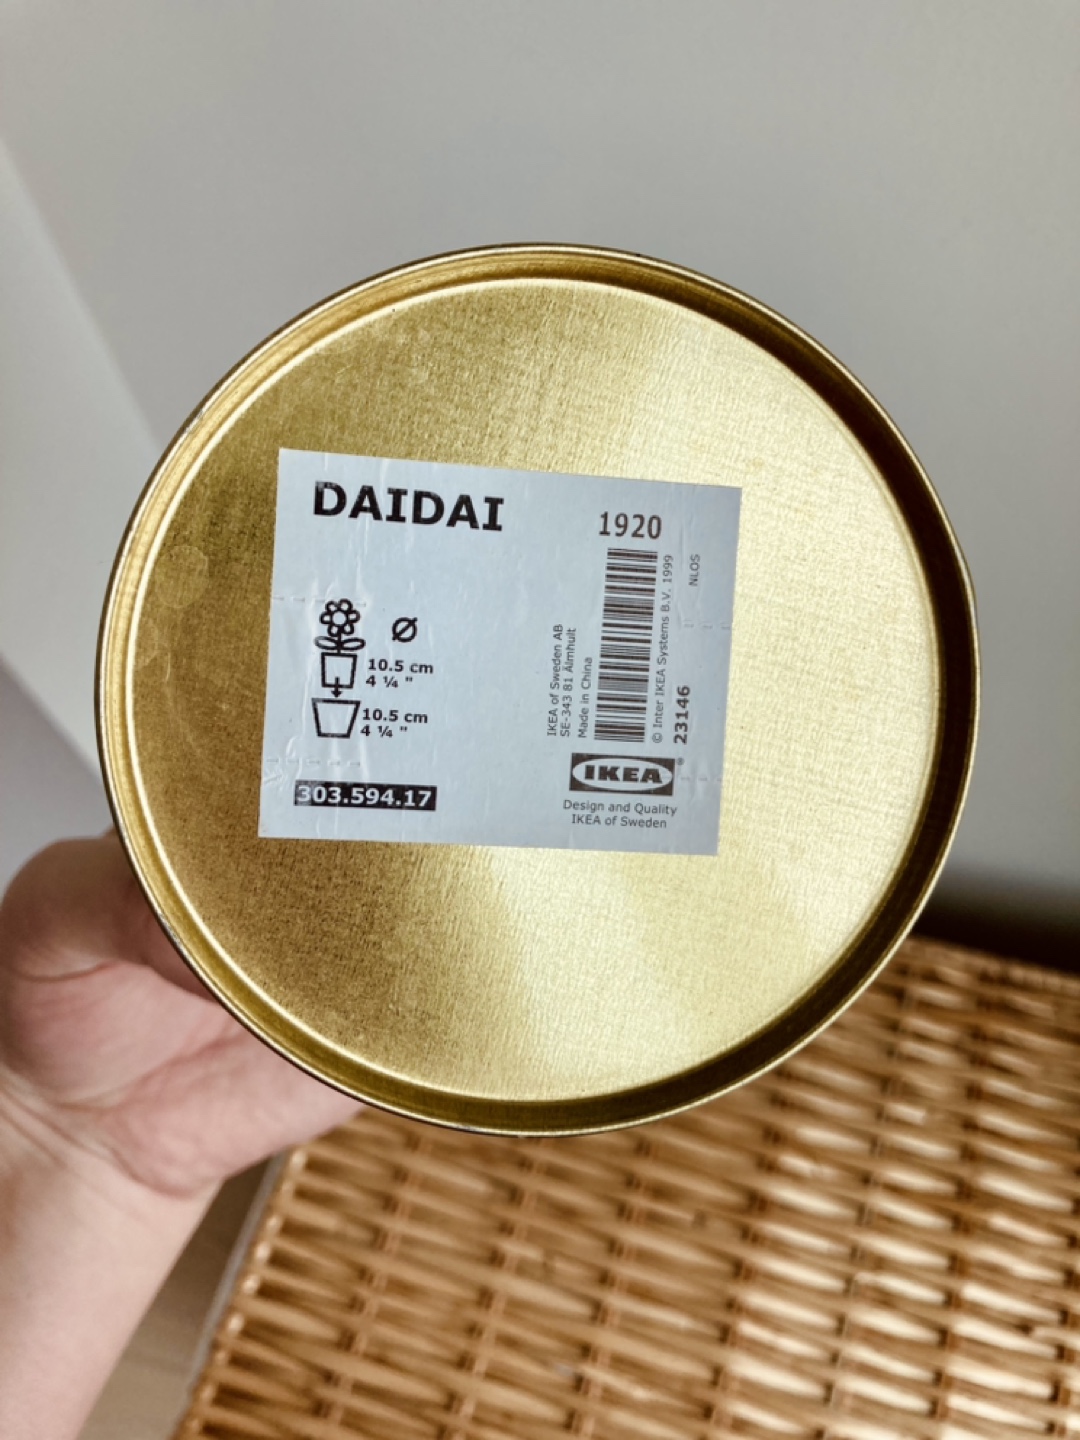 DAIDAI
1920
Ø
10.5 cm
4 ¼ "
10.5 cm
4 ¼ "
303.594.17
IKEA of Sweden AB
SE-343 81 Älmhult
Made in China
© Inter IKEA Systems B.V. 1999
23146
NLOS
IKEA®
Design and Quality
IKEA of Sweden